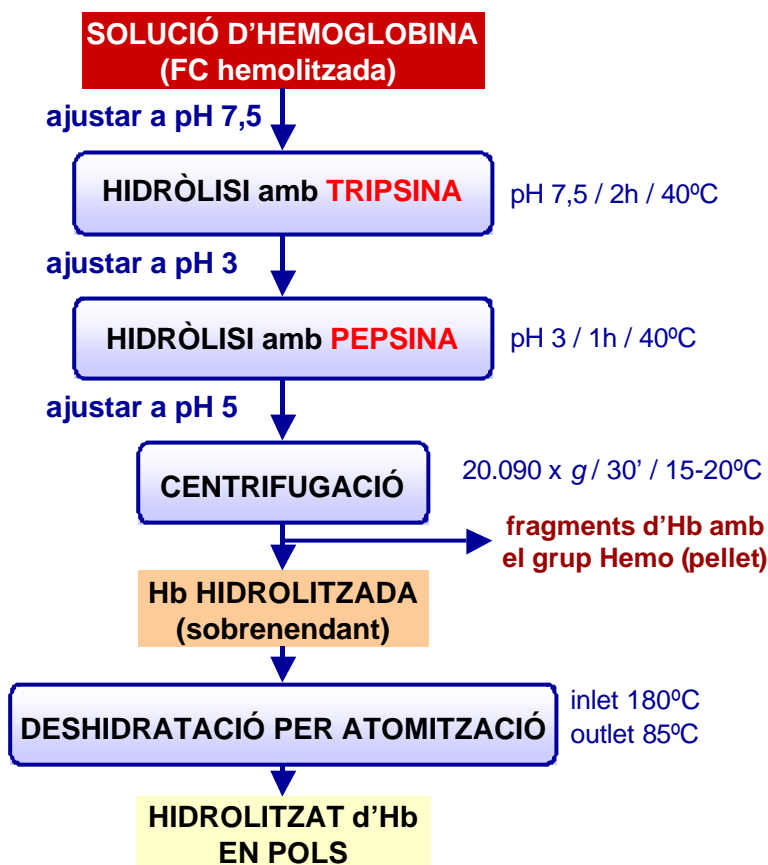 SOLUCIÓ D’HEMOGLOBINA
(FC hemolitzada)
ajustar a pH 7,5
HIDRÒLISI amb TRIPSINA
pH 7,5 / 2h / 40ºC
ajustar a pH 3
HIDRÒLISI amb PEPSINA
pH 3 / 1h / 40ºC
ajustar a pH 5
CENTRIFUGACIÓ
20.090 x g / 30’ / 15-20ºC
fragments d’Hb amb
el grup Hemo (pellet)
Hb HIDROLITZADA
(sobrenendant)
DESHIDRATACIÓ PER ATOMITZACIÓ
inlet 180ºC
outlet 85ºC
HIDROLITZAT d’Hb
EN POLS